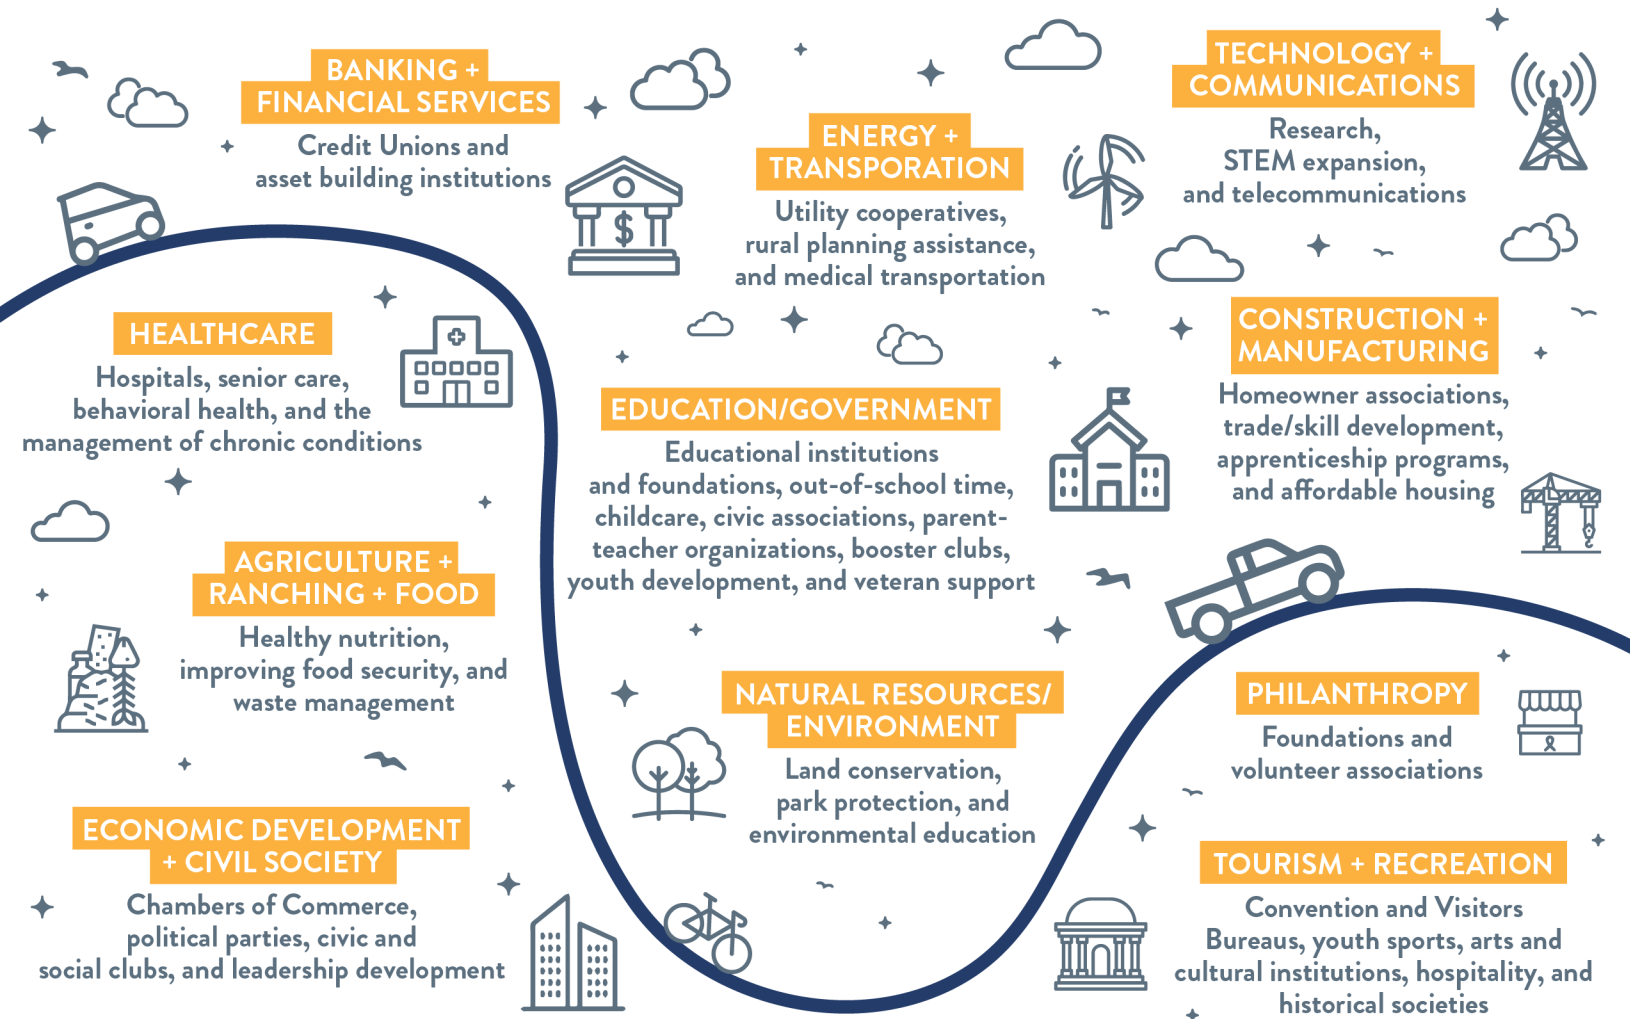 BANKING +
FINANCIAL SERVICES
Credit Unions and
asset building institutions
HEALTHCARE
Hospitals, senior care,
behavioral health, and the
management of chronic conditions
AGRICULTURE +
RANCHING + FOOD
Healthy nutrition,
improving food security, and
waste management
ECONOMIC DEVELOPMENT
+ CIVIL SOCIETY
Chambers of Commerce,
political parties, civic and
social clubs, and leadership development
ENERGY +
TRANSPORATION
Utility cooperatives,
rural planning assistance,
and medical transportation
EDUCATION/GOVERNMENT
Educational institutions
and foundations, out-of-school time,
childcare, civic associations, parent-
teacher organizations, booster clubs,
youth development, and veteran support
NATURAL RESOURCES/
ENVIRONMENT
Land conservation,
park protection, and
environmental education
TECHNOLOGY +
COMMUNICATIONS
Research,
STEM expansion,
and telecommunications
CONSTRUCTION +
MANUFACTURING
Homeowner associations,
trade/skill development,
apprenticeship programs,
and affordable housing
PHILANTHROPY
Foundations and
volunteer associations
TOURISM + RECREATION
Convention and Visitors
Bureaus, youth sports, arts and
cultural institutions, hospitality, and
historical societies
$